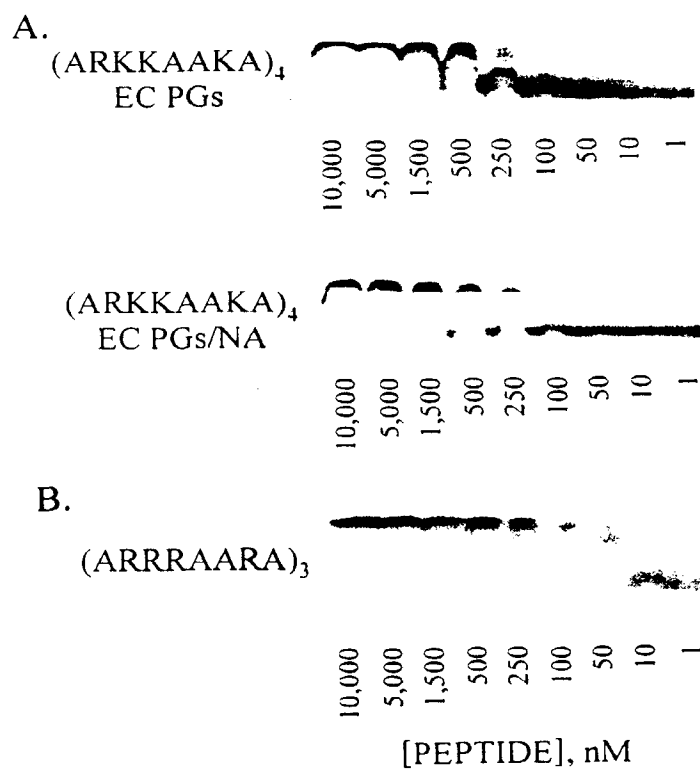 A.
(ARKKAAKA)4
EC PGs
10,000 5,000 1,500 500 250 100 50 10 1
(ARKKAAKA)4
EC PGs/NA
10,000 5,000 1,500 500 250 100 50 10 1
B.
(ARRRAARA)3
10,000 5,000 1,500 500 250 100 50 10 1
[PEPTIDE], nM